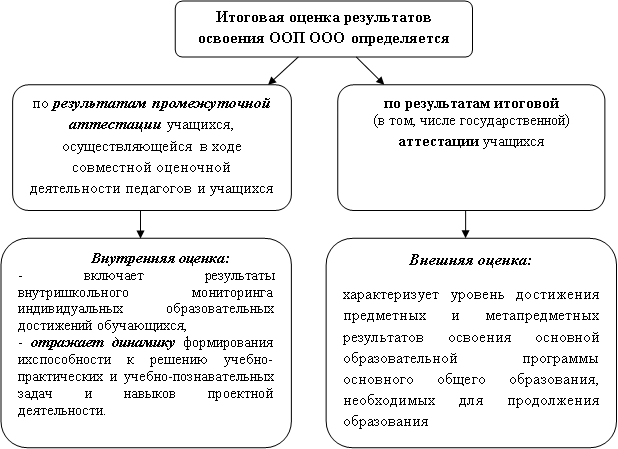 Итоговая оценка результатов
освоения ООП ООО определяется
по результатам промежуточной
аттестации учащихся,
осуществляющейся в ходе
совместной оценочной
деятельности педагогов и учащихся
по результатам итоговой
(в том, числе государственной)
аттестации учащихся
Внутренняя оценка:
- включает результаты
внутришкольного мониторинга
индивидуальных образовательных
достижений обучающихся,
- отражает динамику формирования
ихспособности к решению учебно-
практических и учебно-познавательных
задач и навыков проектной
деятельности.
Внешняя оценка:
характеризует уровень достижения
предметных и метапредметных
результатов освоения основной
образовательной программы
основного общего образования,
необходимых для продолжения
образования